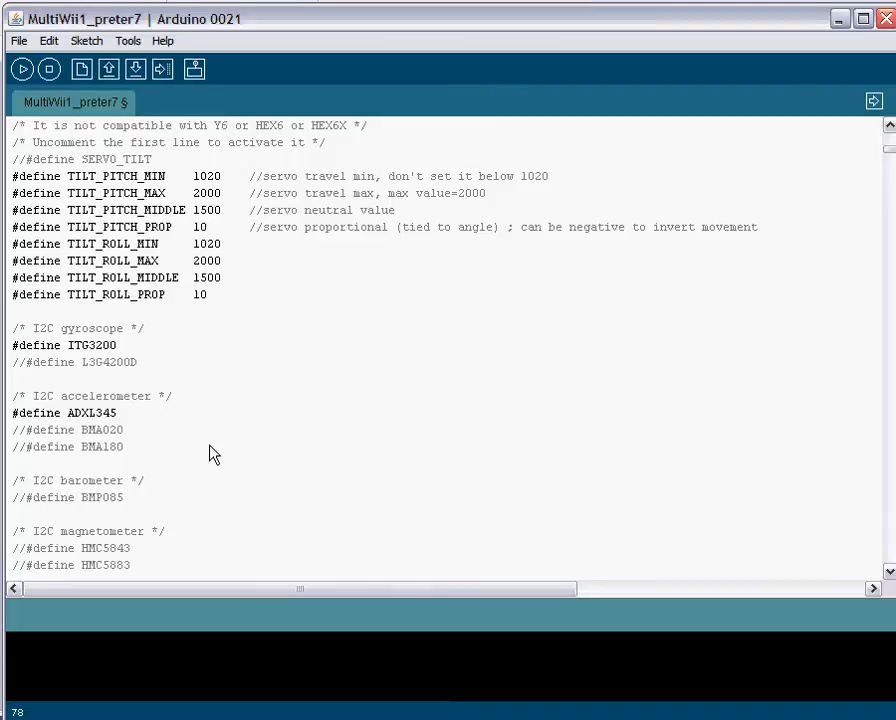 MultiWii1_preter7 | Arduino 0021
File Edit Sketch Tools Help
MultiWii1_preter7 §
/* It is not compatible with Y6 or HEX6 or HEX6X */
/* Uncomment the first line to activate it */
//#define SERVO_TILT
#define TILT_PITCH_MIN    1020    //servo travel min, don't set it below 1020
#define TILT_PITCH_MAX    2000    //servo travel max, max value=2000
#define TILT_PITCH_MIDDLE 1500    //servo neutral value
#define TILT_PITCH_PROP   10      //servo proportional (tied to angle) ; can be negative to invert movement
#define TILT_ROLL_MIN     1020
#define TILT_ROLL_MAX     2000
#define TILT_ROLL_MIDDLE  1500
#define TILT_ROLL_PROP    10
/* I2C gyroscope */
#define ITG3200
//#define L3G4200D
/* I2C accelerometer */
#define ADXL345
//#define BMA020
//#define BMA180
/* I2C barometer */
//#define BMP085
/* I2C magnetometer */
//#define HMC5843
//#define HMC5883
78